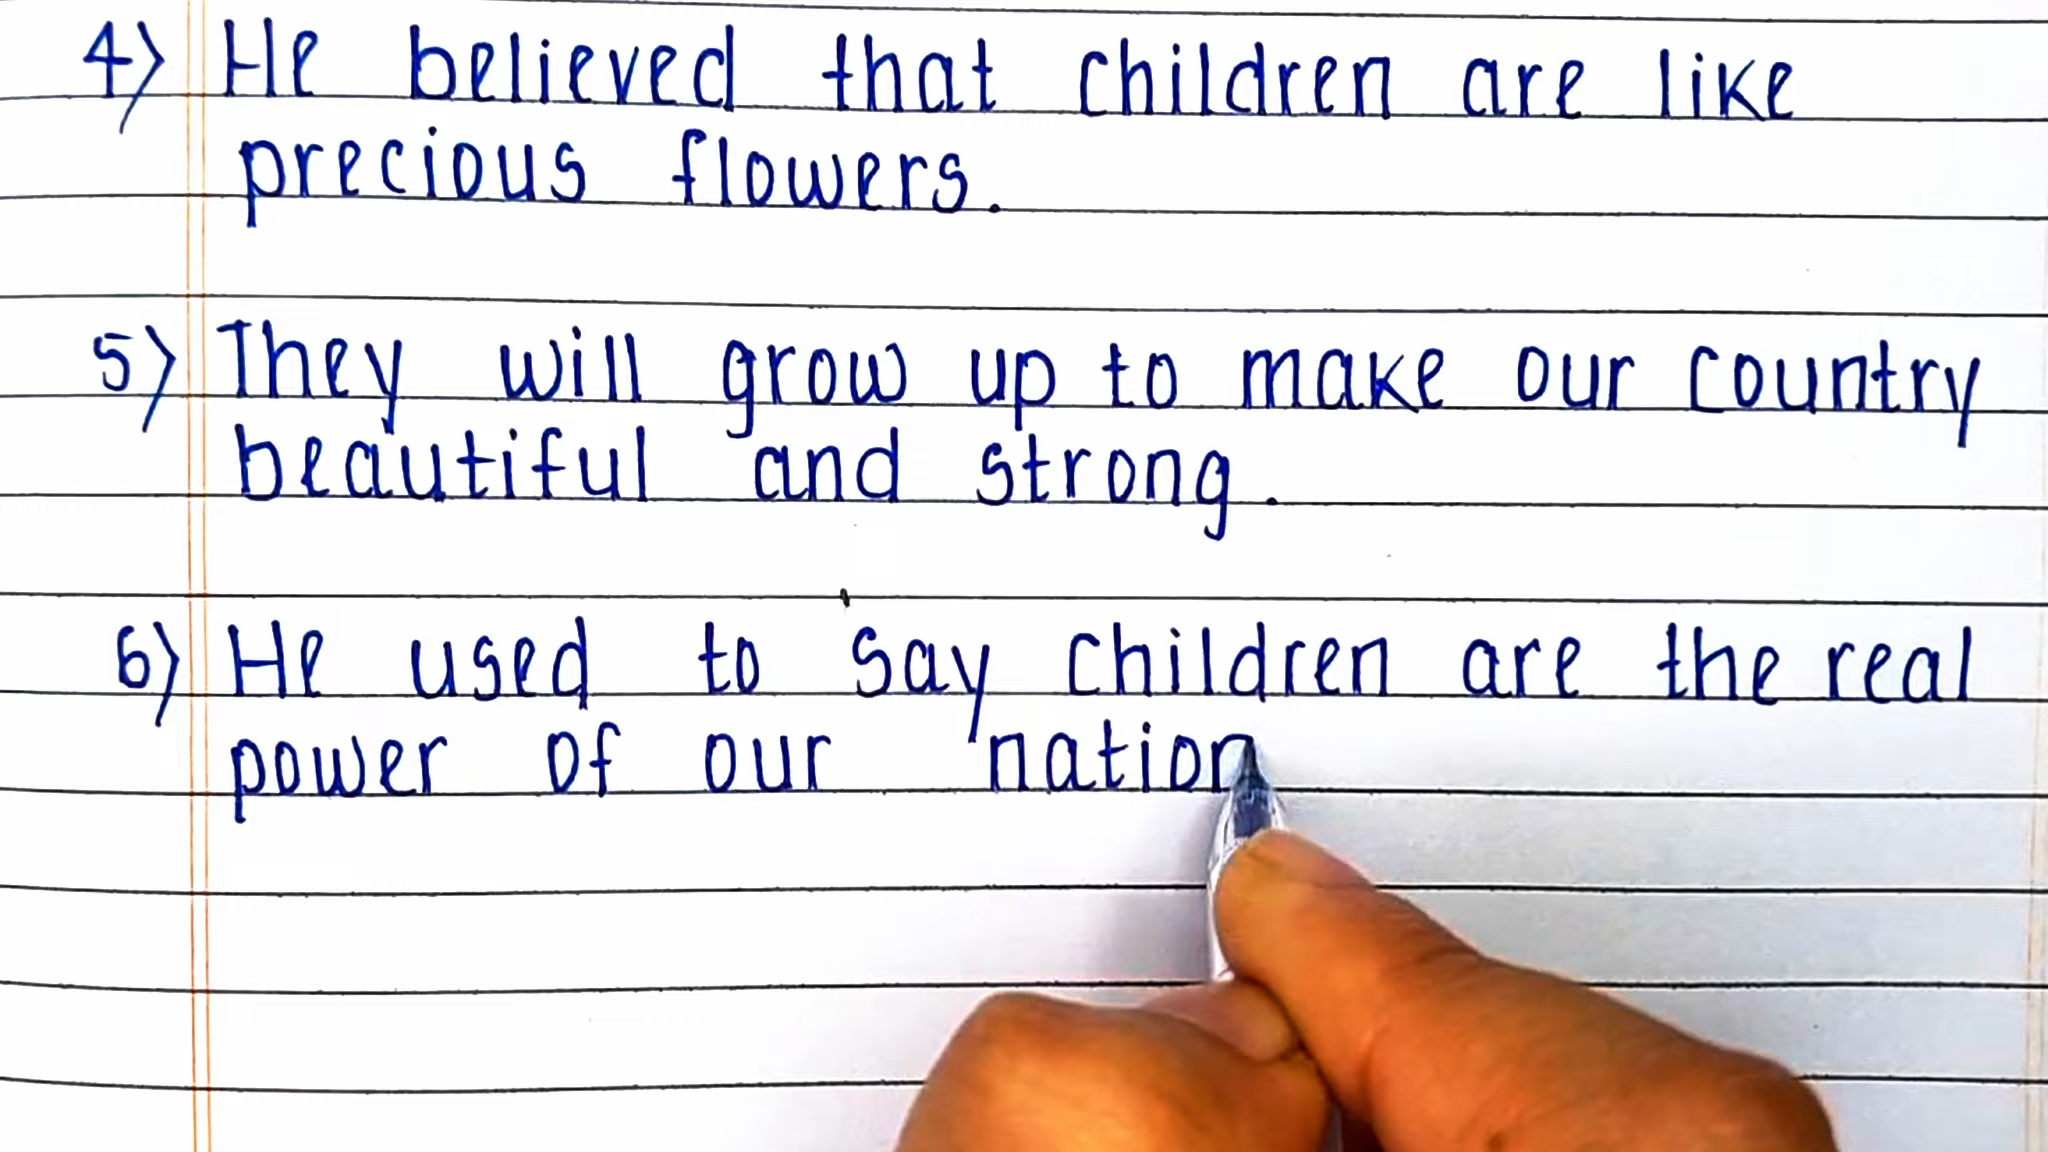 4) He believed that children are like
precious flowers.
5) They will grow up to make our country
beautiful and strong.
6) He used to say children are the real
power of our nation